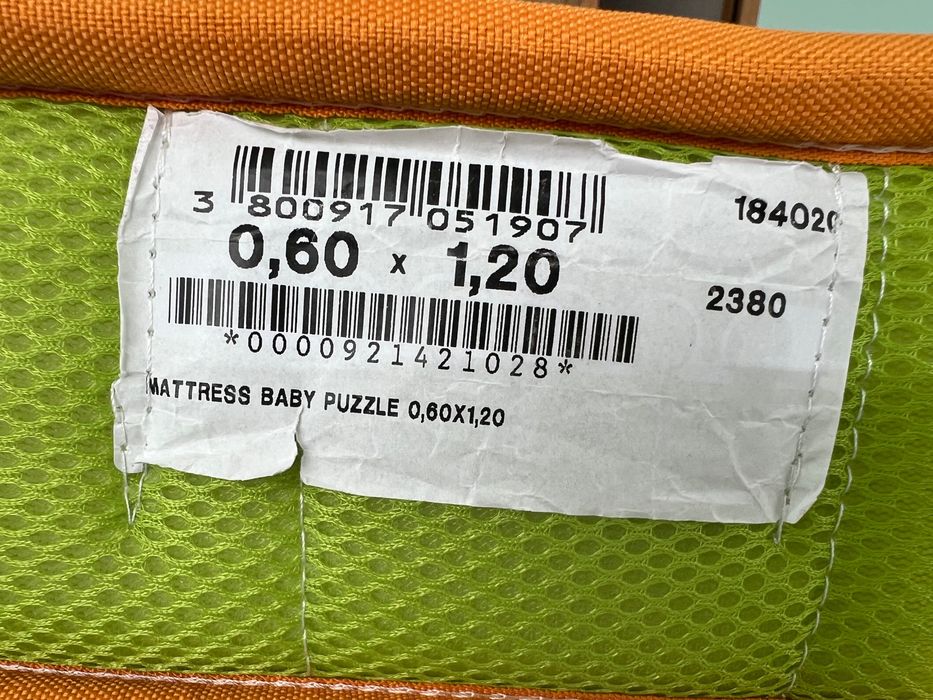 3 800917 051907
184020
0,60 x 1,20
2380
*0000921421028*
MATTRESS BABY PUZZLE 0,60X1,20